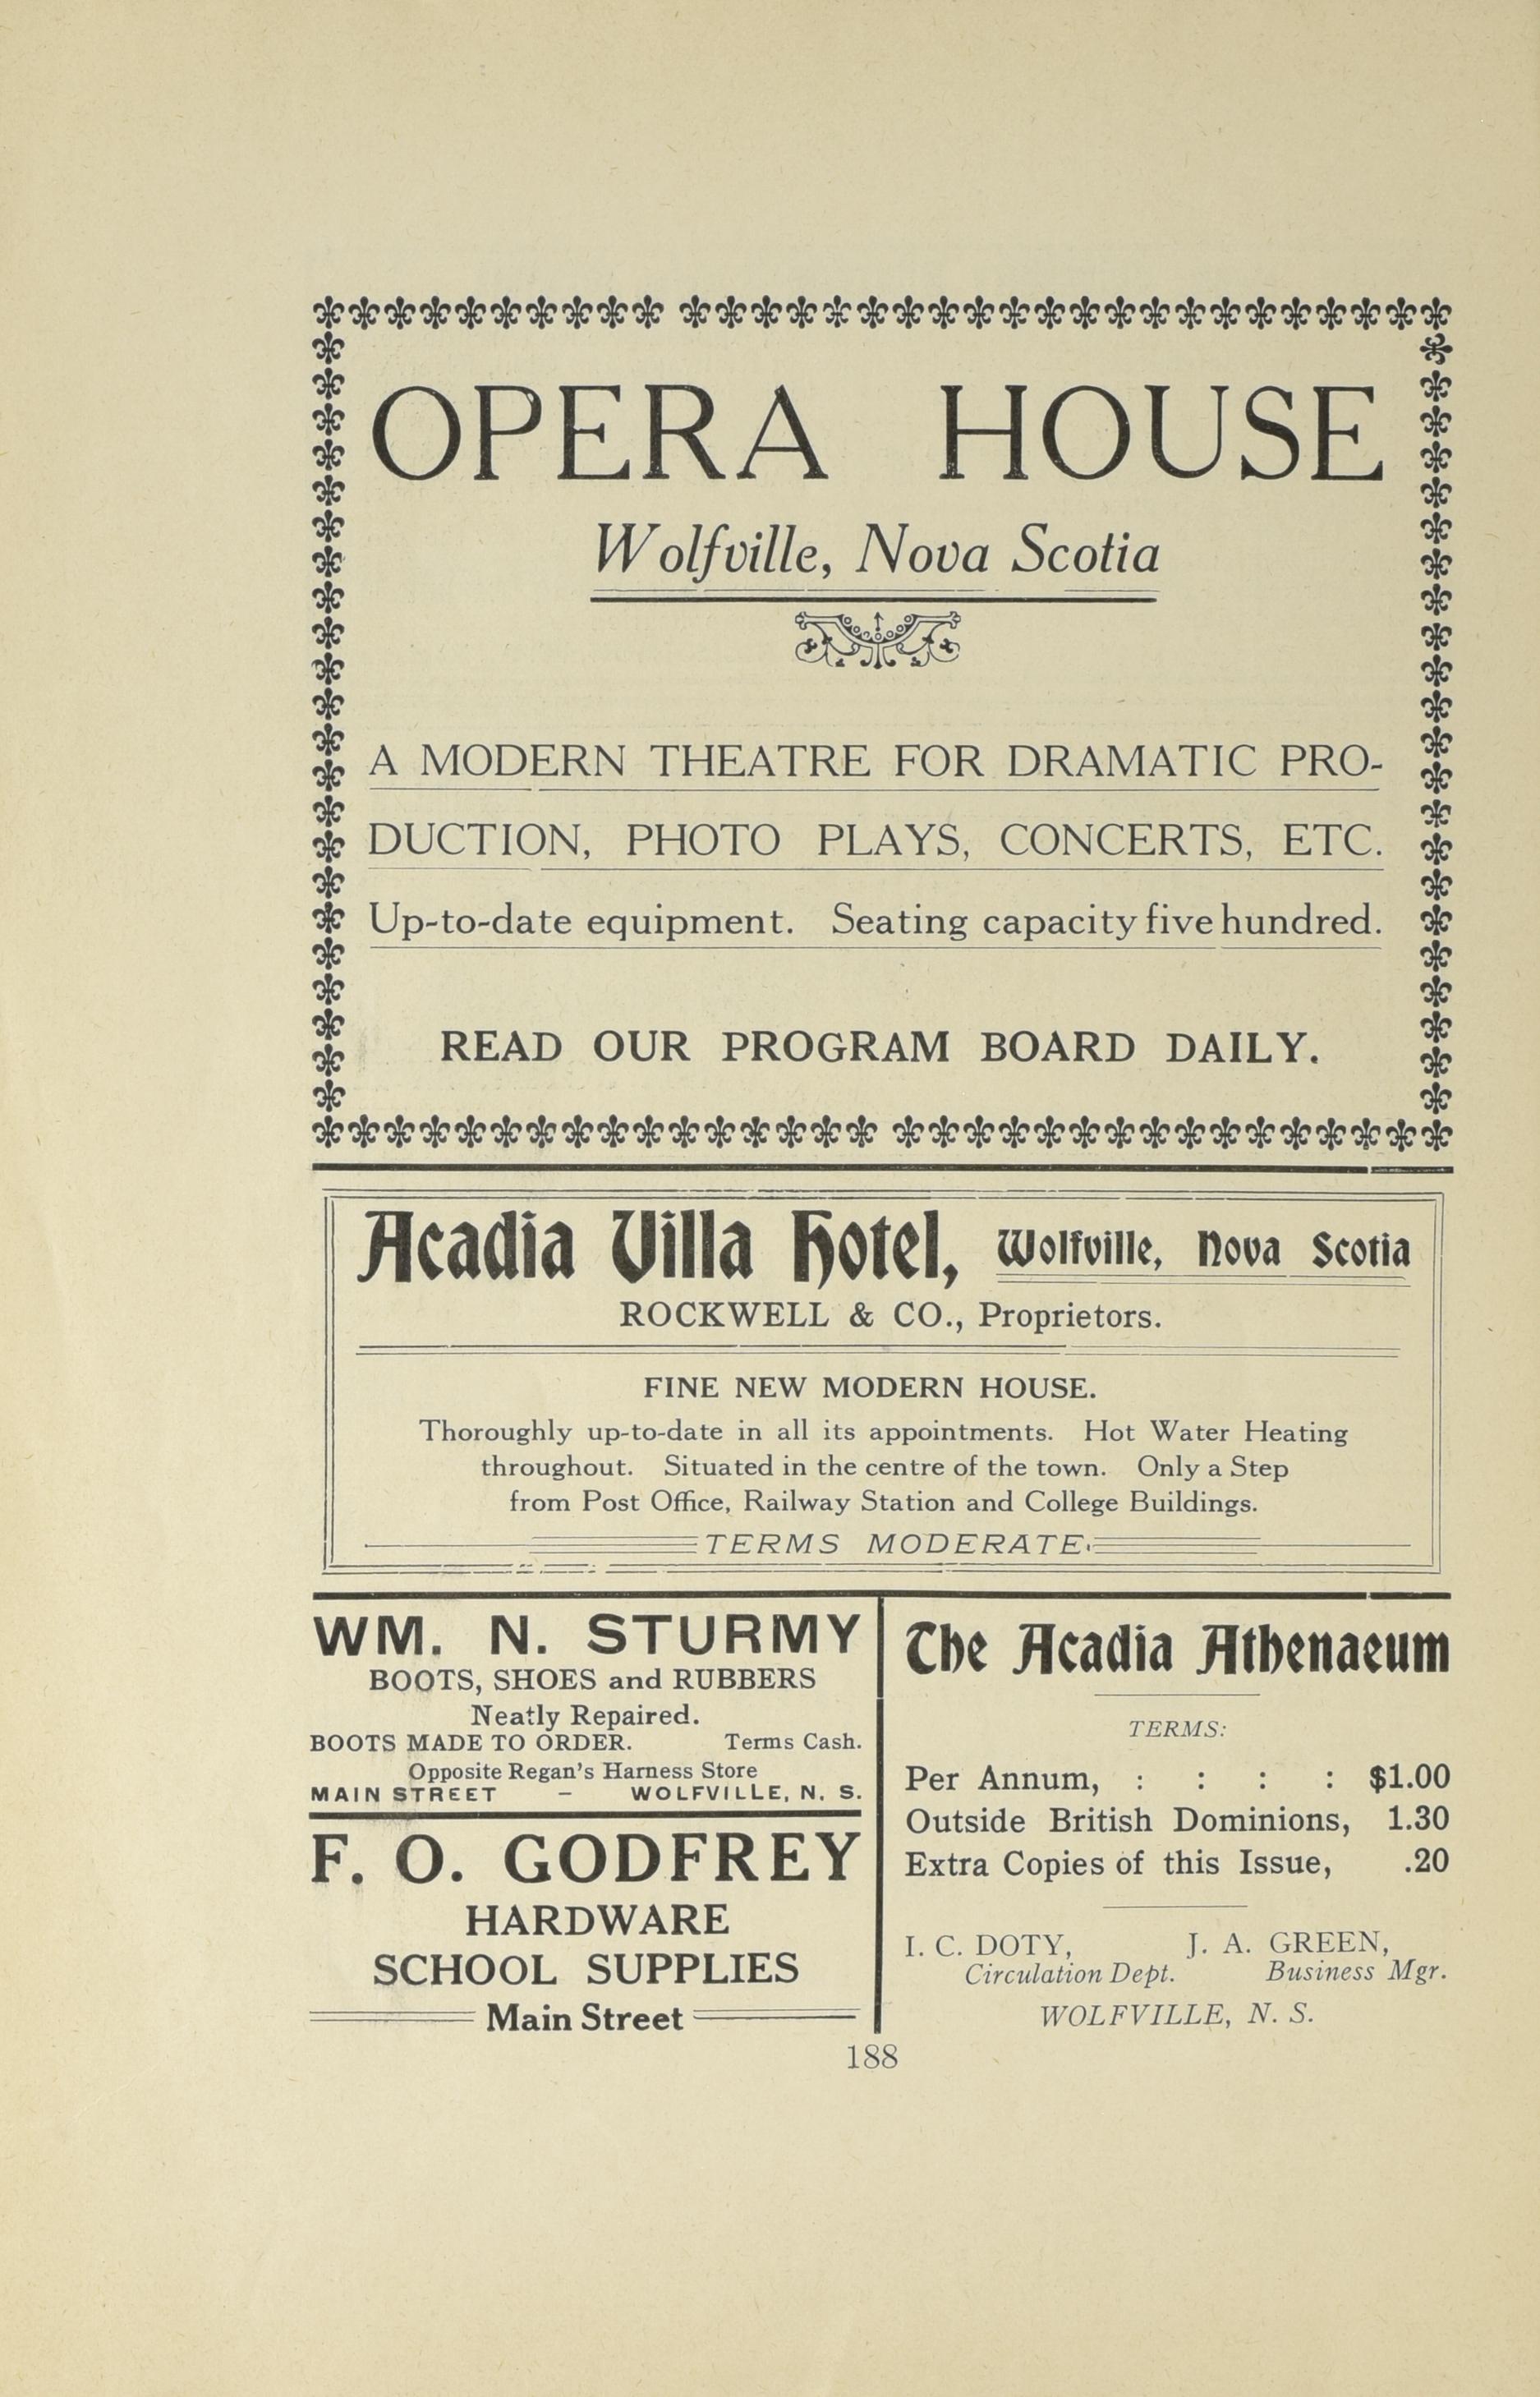 OPERA HOUSE
Wolfville, Nova Scotia
A MODERN THEATRE FOR DRAMATIC PRO-
DUCTION, PHOTO PLAYS, CONCERTS, ETC.
Up-to-date equipment. Seating capacity five hundred.
READ OUR PROGRAM BOARD DAILY.
Acadia Villa Hotel, Wolfville, Nova Scotia
ROCKWELL & CO., Proprietors.
FINE NEW MODERN HOUSE.
Thoroughly up-to-date in all its appointments. Hot Water Heating
throughout. Situated in the centre of the town. Only a Step
from Post Office, Railway Station and College Buildings.
TERMS MODERATE.
WM. N. STURMY
BOOTS, SHOES and RUBBERS
Neatly Repaired.
BOOTS MADE TO ORDER. Terms Cash.
Opposite Regan's Harness Store
MAIN STREET – WOLFVILLE, N. S.
F. O. GODFREY
HARDWARE
SCHOOL SUPPLIES
Main Street
The Acadia Athenaeum
TERMS:
Per Annum, : : : : $1.00
Outside British Dominions, 1.30
Extra Copies of this Issue, .20
I. C. DOTY, J. A. GREEN,
Circulation Dept. Business Mgr.
WOLFVILLE, N. S.
188